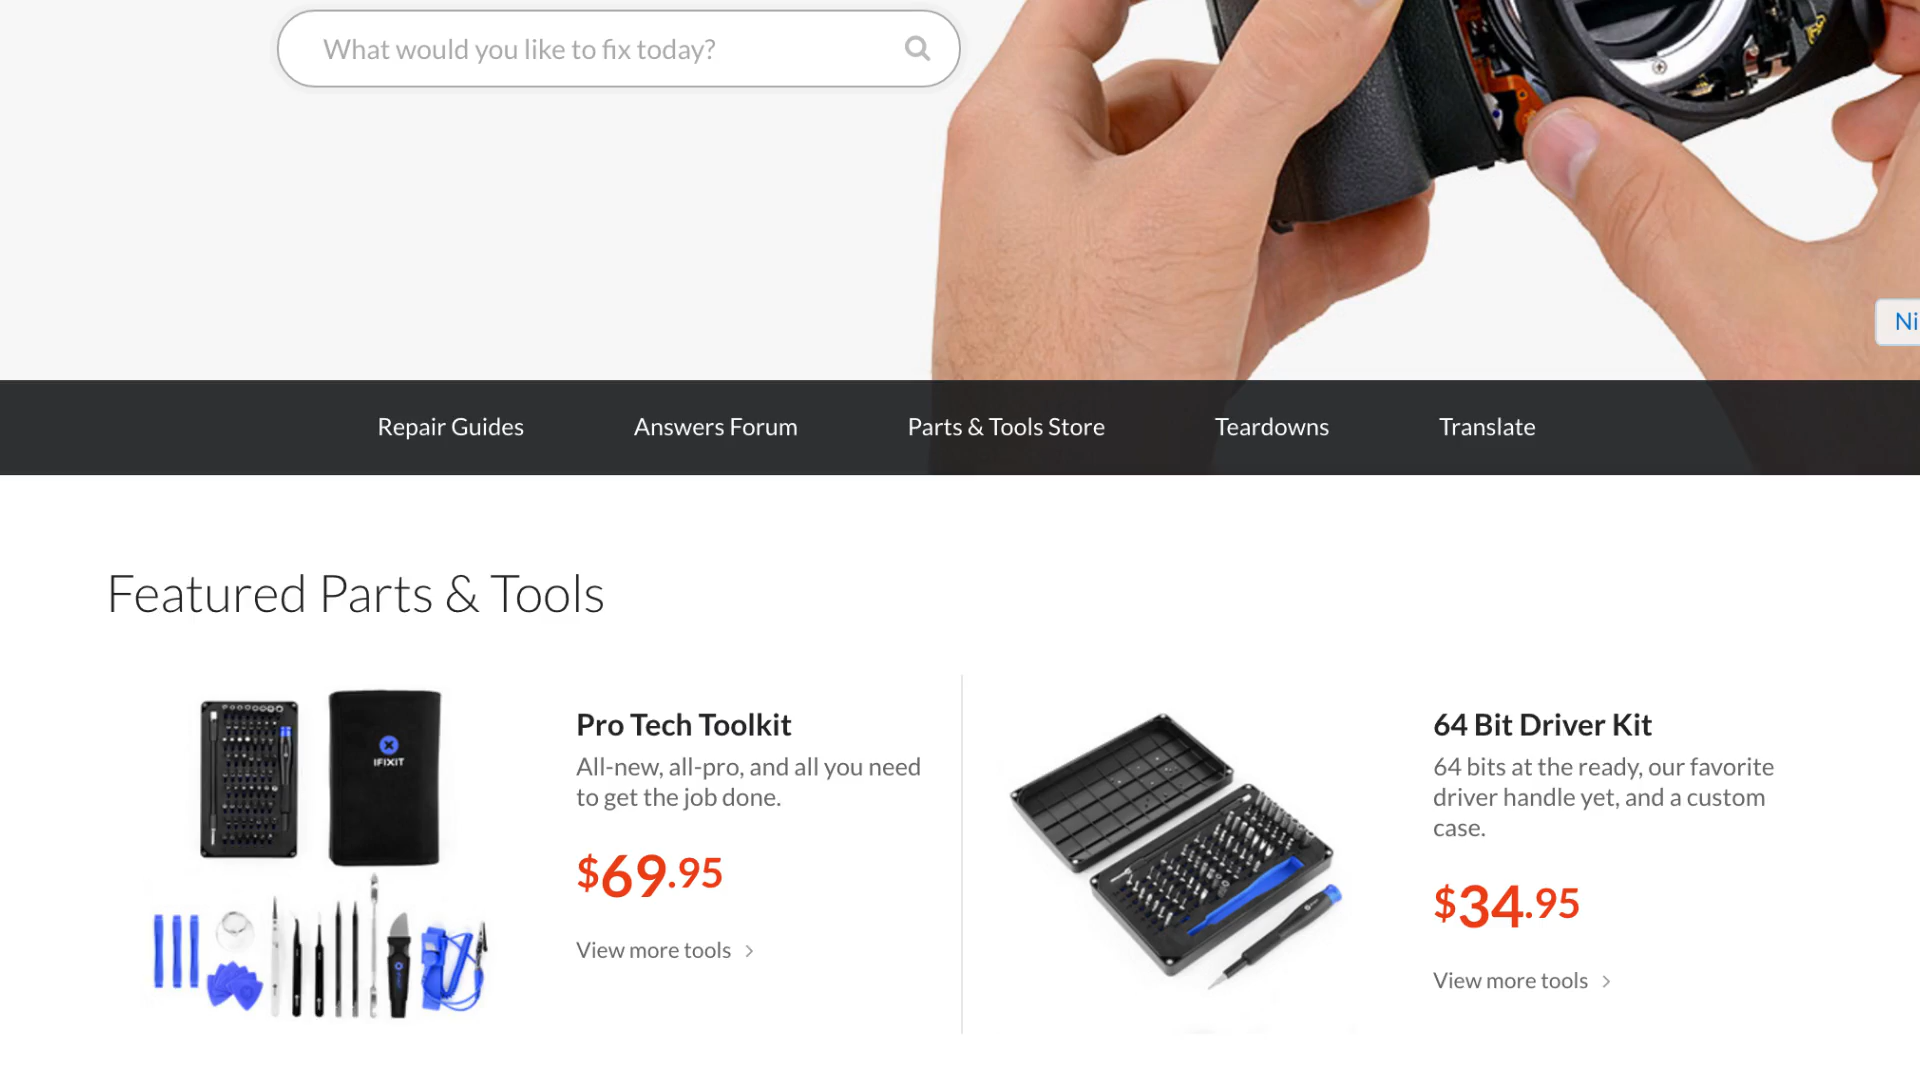 What would you like to fix today?
Ni
Repair Guides
Answers Forum
Parts & Tools Store
Teardowns
Translate
Featured Parts & Tools
IFIXIT
Pro Tech Toolkit
All-new, all-pro, and all you need
to get the job done.
$69.95
View more tools
64 Bit Driver Kit
64 bits at the ready, our favorite
driver handle yet, and a custom
case.
$34.95
View more tools